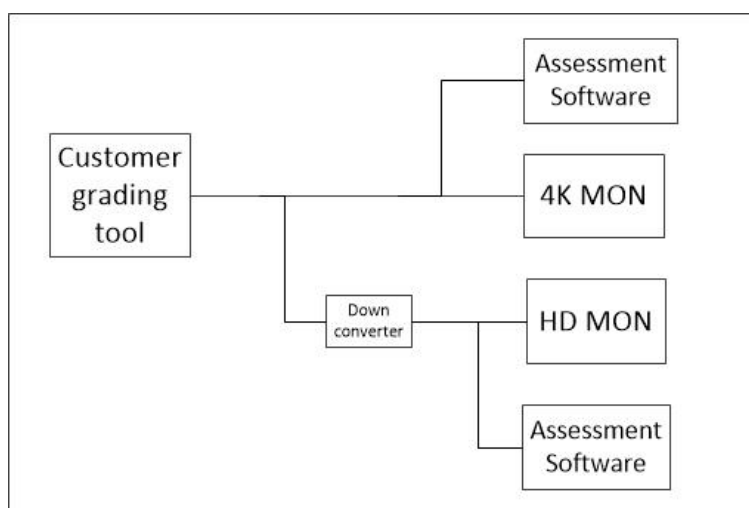 Assessment
Software
Customer
grading
tool
4K MON
Down
converter
HD MON
Assessment
Software